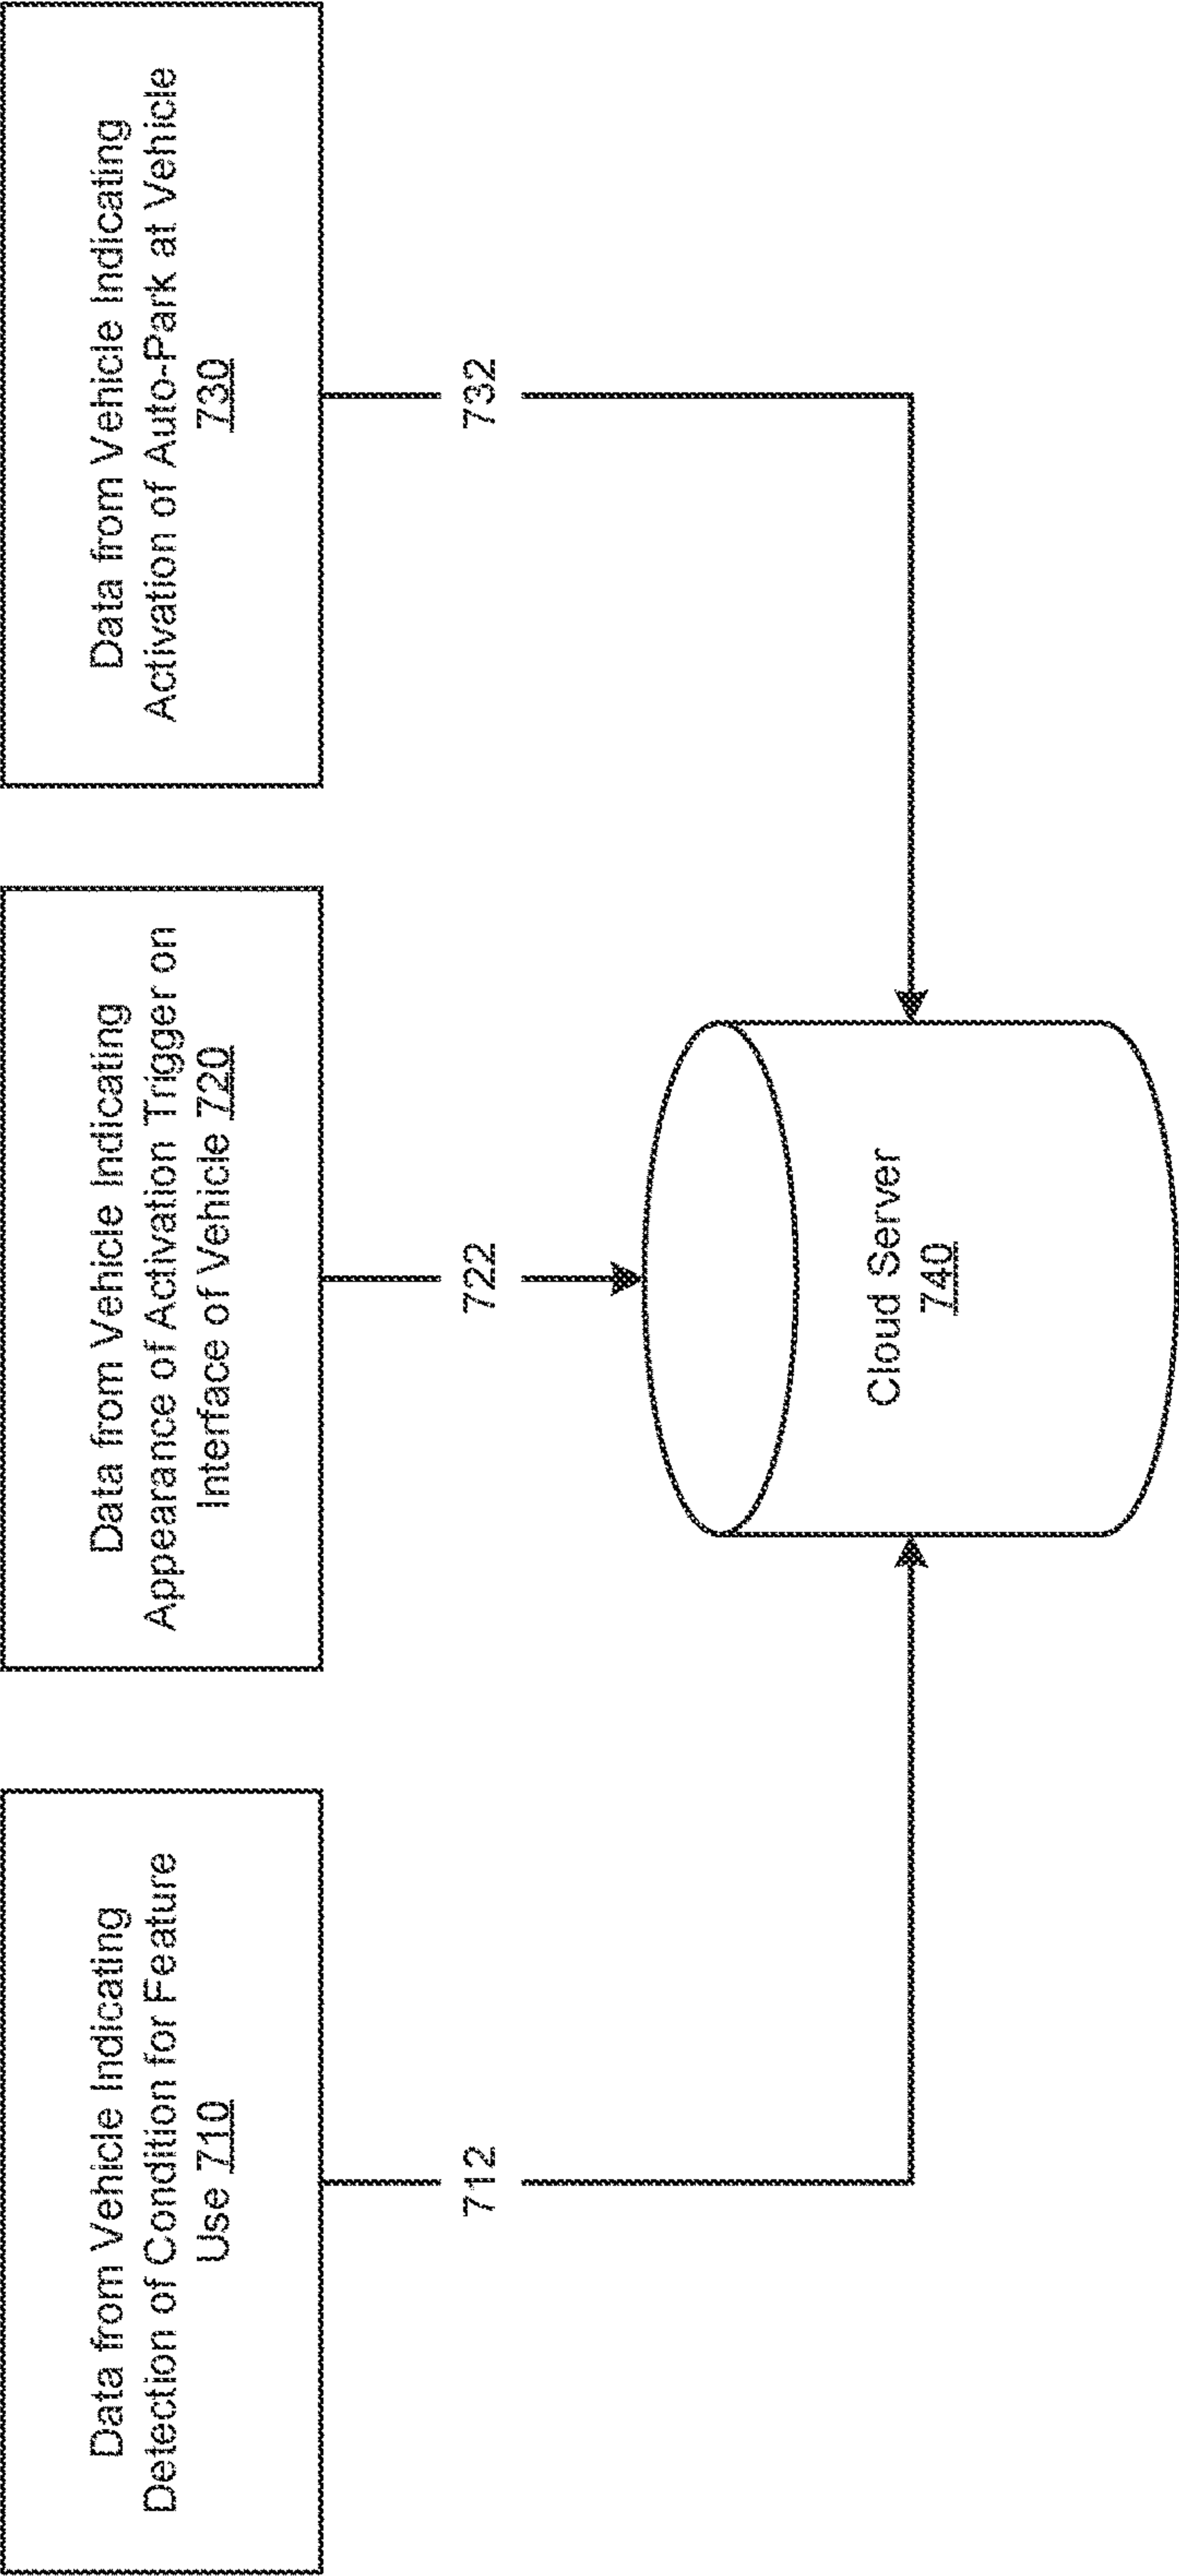 Data from Vehicle Indicating
Detection of Condition for Feature
Use 710
Data from Vehicle Indicating
Appearance of Activation Trigger on
Interface of Vehicle 720
Data from Vehicle Indicating
Activation of Auto-Park at Vehicle
730
712
722
732
Cloud Server
740